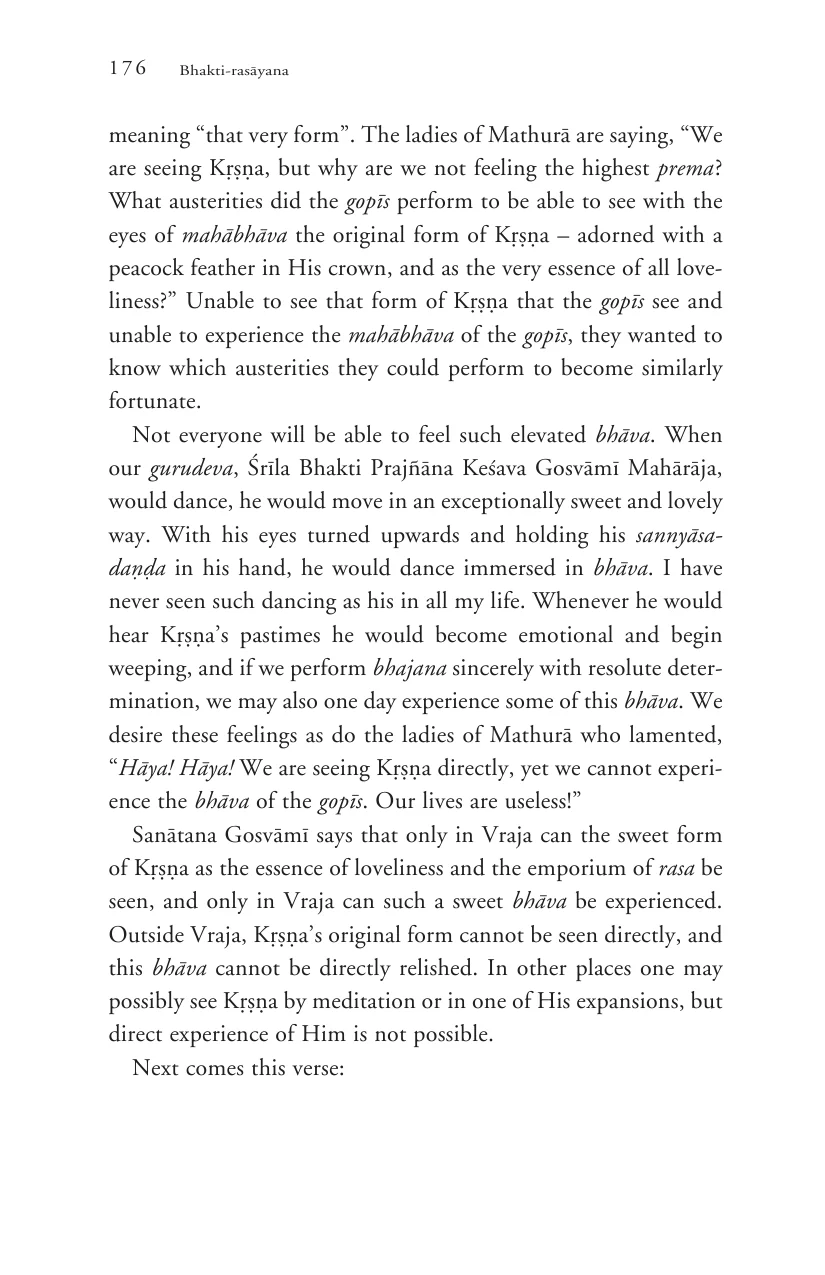 176 Bhakti-rasāyana
meaning “that very form”. The ladies of Mathurā are saying, “We
are seeing Kṛṣṇa, but why are we not feeling the highest prema?
What austerities did the gopīs perform to be able to see with the
eyes of mahābhāva the original form of Kṛṣṇa – adorned with a
peacock feather in His crown, and as the very essence of all love-
liness?” Unable to see that form of Kṛṣṇa that the gopīs see and
unable to experience the mahābhāva of the gopīs, they wanted to
know which austerities they could perform to become similarly
fortunate.
Not everyone will be able to feel such elevated bhāva. When
our gurudeva, Śrīla Bhakti Prajñāna Keśava Gosvāmī Mahārāja,
would dance, he would move in an exceptionally sweet and lovely
way. With his eyes turned upwards and holding his sannyāsa-
daṇḍa in his hand, he would dance immersed in bhāva. I have
never seen such dancing as his in all my life. Whenever he would
hear Kṛṣṇa’s pastimes he would become emotional and begin
weeping, and if we perform bhajana sincerely with resolute deter-
mination, we may also one day experience some of this bhāva. We
desire these feelings as do the ladies of Mathurā who lamented,
“Hāya! Hāya! We are seeing Kṛṣṇa directly, yet we cannot experi-
ence the bhāva of the gopīs. Our lives are useless!”
Sanātana Gosvāmī says that only in Vraja can the sweet form
of Kṛṣṇa as the essence of loveliness and the emporium of rasa be
seen, and only in Vraja can such a sweet bhāva be experienced.
Outside Vraja, Kṛṣṇa’s original form cannot be seen directly, and
this bhāva cannot be directly relished. In other places one may
possibly see Kṛṣṇa by meditation or in one of His expansions, but
direct experience of Him is not possible.
Next comes this verse: